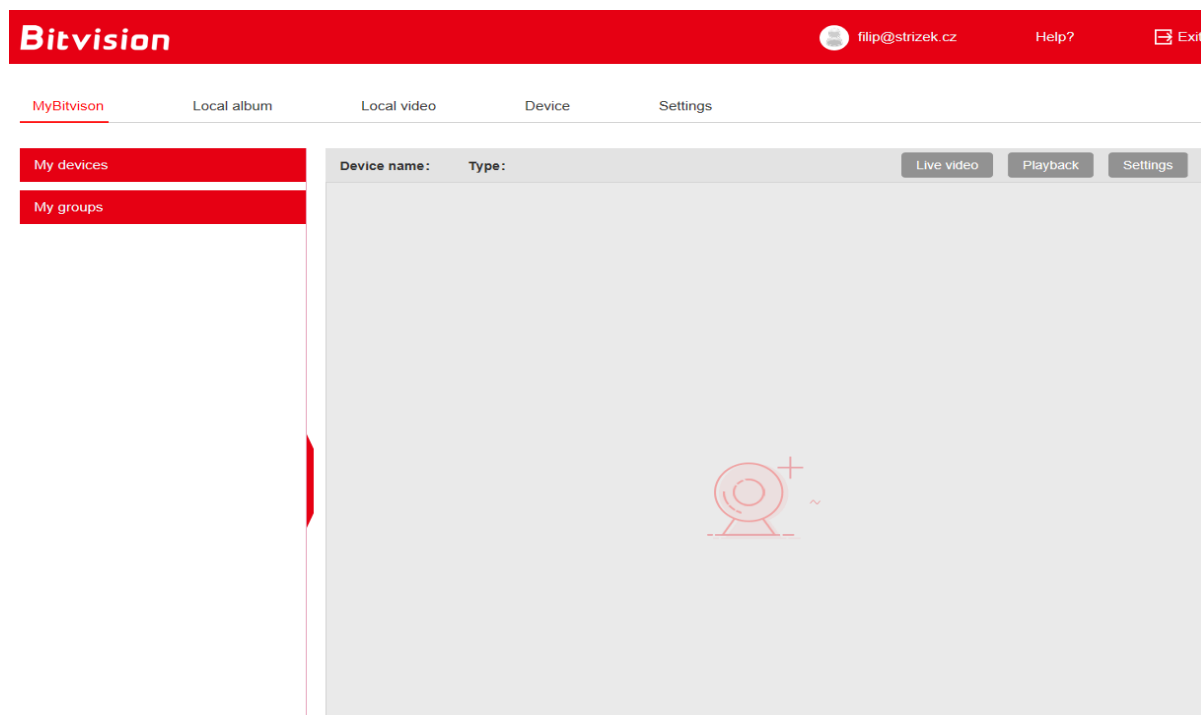 Bitvision filip@strizek.cz Help? Exit
MyBitvison Local album Local video Device Settings
My devices
Device name: Type: Live video Playback Settings
My groups